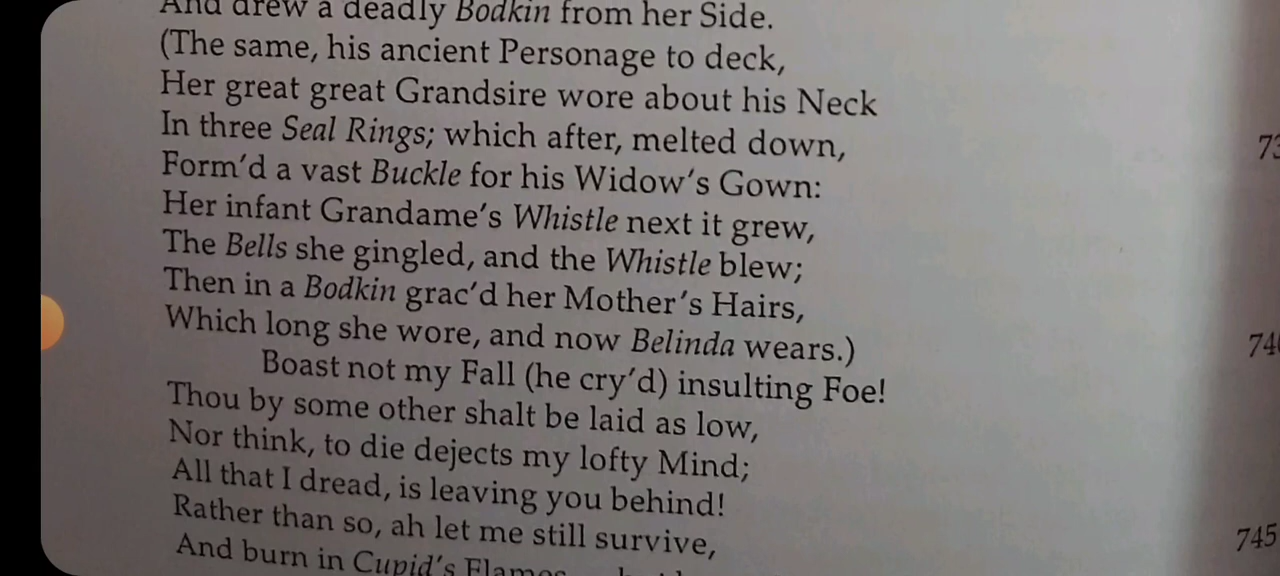 And drew a deadly Bodkin from her Side.
(The same, his ancient Personage to deck,
Her great great Grandsire wore about his Neck
In three Seal Rings; which after, melted down,
Form'd a vast Buckle for his Widow's Gown:
Her infant Grandame's Whistle next it grew,
The Bells she gingled, and the Whistle blew;
Then in a Bodkin grac'd her Mother's Hairs,
Which long she wore, and now Belinda wears.)
Boast not my Fall (he cry'd) insulting Foe!
Thou by some other shalt be laid as low,
Nor think, to die dejects my lofty Mind;
All that I dread, is leaving you behind!
Rather than so, ah let me still survive,
745
And burn in Cupid's Flames